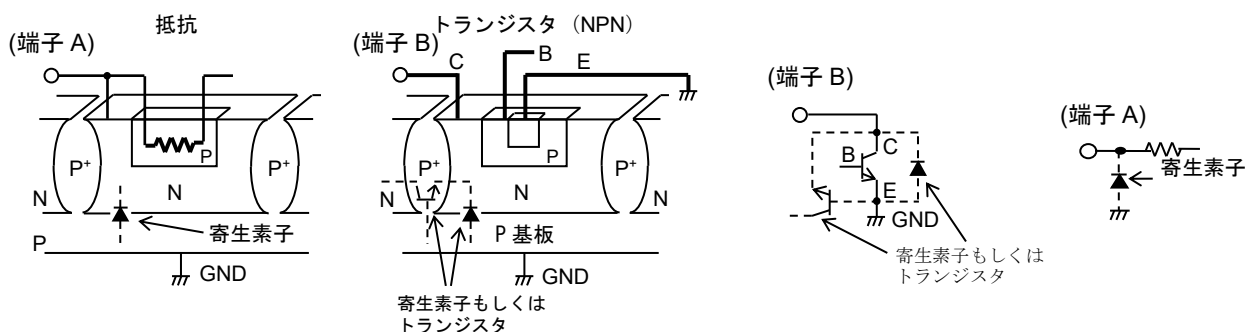 抵抗
(端子 A)
P
P+
P+
N
N
P
寄生素子
GND
トランジスタ（NPN）
(端子 B)
C
B
E
P
P+
P+
N
N
N
P 基板
GND
寄生素子もしくは
トランジスタ
(端子 B)
C
B
E
GND
寄生素子もしくは
トランジスタ
(端子 A)
寄生素子